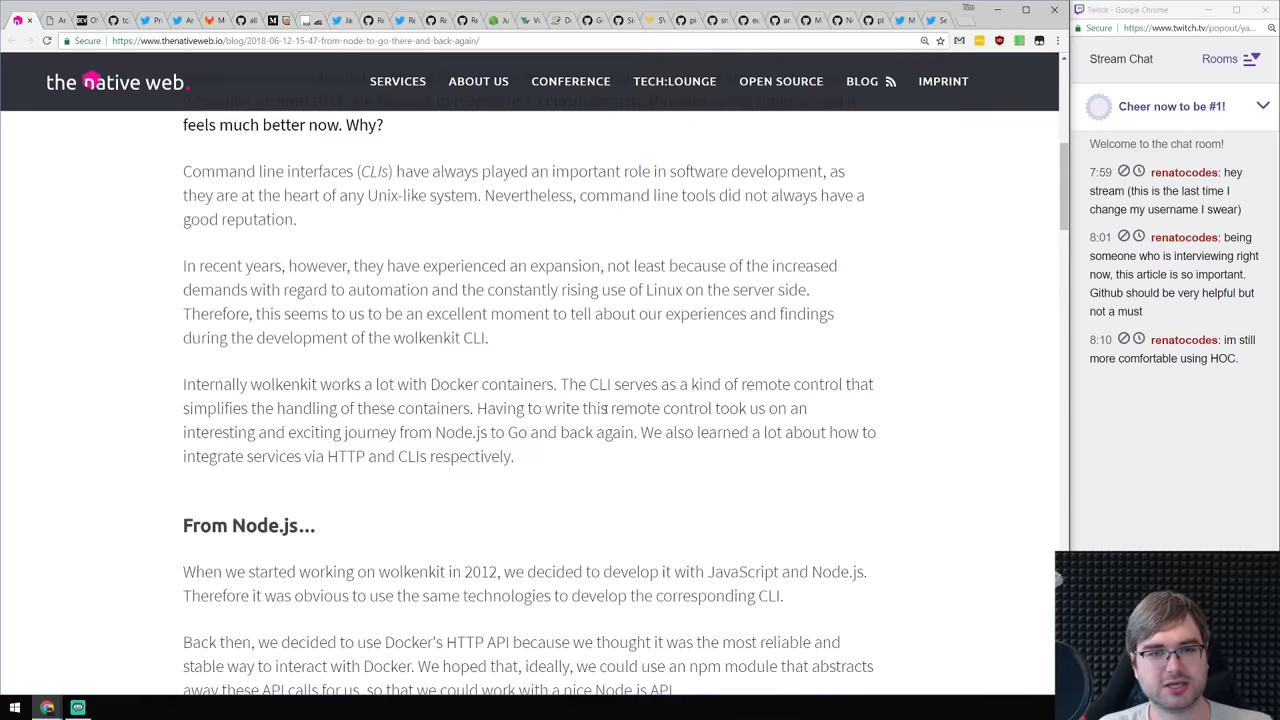 Twitch - Google Chrome
Secure
https://www.thenativeweb.io/blog/2018-06-12-15-47-from-node-to-go-there-and-back-again/
Secure
https://www.twitch.tv/popout/ya...
the native web.
SERVICES
ABOUT US
CONFERENCE
TECH:LOUNGE
OPEN SOURCE
BLOG
IMPRINT
feels much better now. Why?
Command line interfaces (CLIs) have always played an important role in software development, as
they are at the heart of any Unix-like system. Nevertheless, command line tools did not always have a
good reputation.
In recent years, however, they have experienced an expansion, not least because of the increased
demands with regard to automation and the constantly rising use of Linux on the server side.
Therefore, this seems to us to be an excellent moment to tell about our experiences and findings
during the development of the wolkenkit CLI.
Internally wolkenkit works a lot with Docker containers. The CLI serves as a kind of remote control that
simplifies the handling of these containers. Having to write this remote control took us on an
interesting and exciting journey from Node.js to Go and back again. We also learned a lot about how to
integrate services via HTTP and CLIs respectively.
From Node.js...
When we started working on wolkenkit in 2012, we decided to develop it with JavaScript and Node.js.
Therefore it was obvious to use the same technologies to develop the corresponding CLI.
Back then, we decided to use Docker's HTTP API because we thought it was the most reliable and
stable way to interact with Docker. We hoped that, ideally, we could use an npm module that abstracts
away these API calls for us, so that we could work with a nice Node.js API.
Stream Chat
Rooms
Cheer now to be #1!
Welcome to the chat room!
7:59 renatocodes: hey
stream (this is the last time I
change my username I swear)
8:01 renatocodes: being
someone who is interviewing right
now, this article is so important.
Github should be very helpful but
not a must
8:10 renatocodes: im still
more comfortable using HOC.